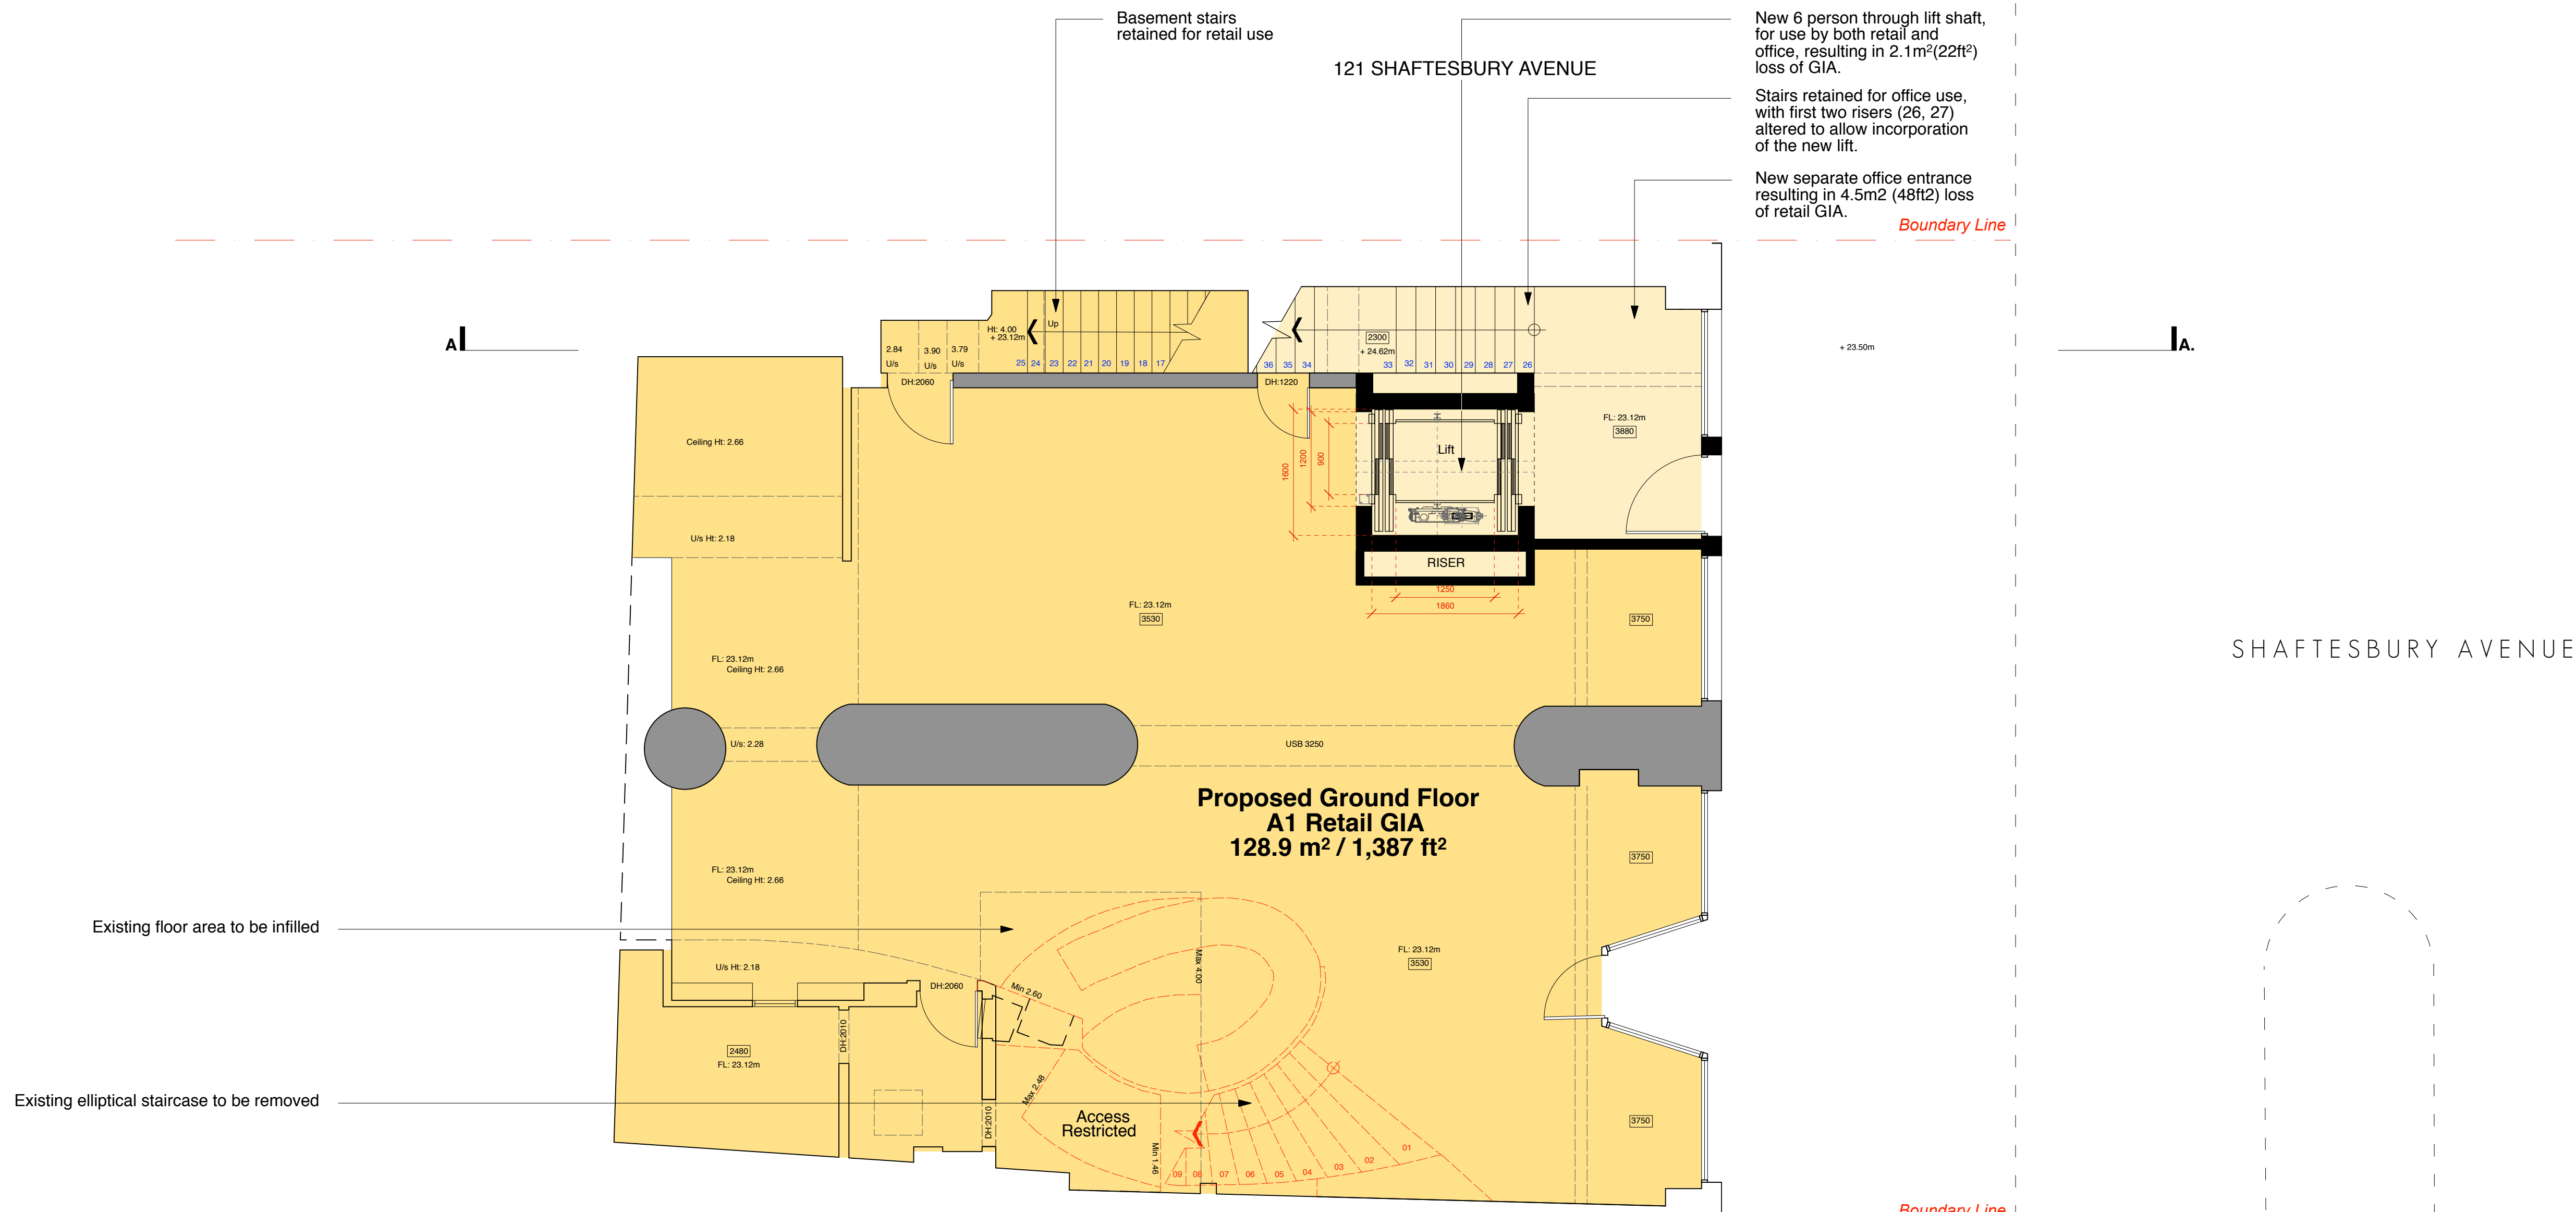 Basement stairs
retained for retail use
121 SHAFTESBURY AVENUE
New 6 person through lift shaft,
for use by both retail and
office, resulting in 2.1m²(22ft²)
loss of GIA.
Stairs retained for office use,
with first two risers (26, 27)
altered to allow incorporation
of the new lift.
New separate office entrance
resulting in 4.5m2 (48ft2) loss
of retail GIA.
Boundary Line
A
A.
+ 23.50m
Ht: 4.00
+ 23.12m
Up
2.84
U/s
3.90
U/s
3.79
U/s
25 24 23 22 21 20 19 18 17
2300
+ 24.62m
36 35 34 33 32 31 30 29 28 27 26
DH:2060
DH:1220
FL: 23.12m
3880
Ceiling Ht: 2.66
Lift
1600
1200
900
U/s Ht: 2.18
RISER
1250
1860
FL: 23.12m
3530
3750
SHAFTESBURY AVENUE
FL: 23.12m
Ceiling Ht: 2.66
U/s: 2.28
USB 3250
Proposed Ground Floor
A1 Retail GIA
128.9 m² / 1,387 ft²
3750
FL: 23.12m
Ceiling Ht: 2.66
Existing floor area to be infilled
FL: 23.12m
3530
Max 4.00
U/s Ht: 2.18
DH:2060
Min 2.60
DH:2010
2480
FL: 23.12m
Max 2.48
Existing elliptical staircase to be removed
Access
Restricted
DH:2010
Min 1.46
3750
09 08 07 06 05 04 03 02 01
Boundary Line